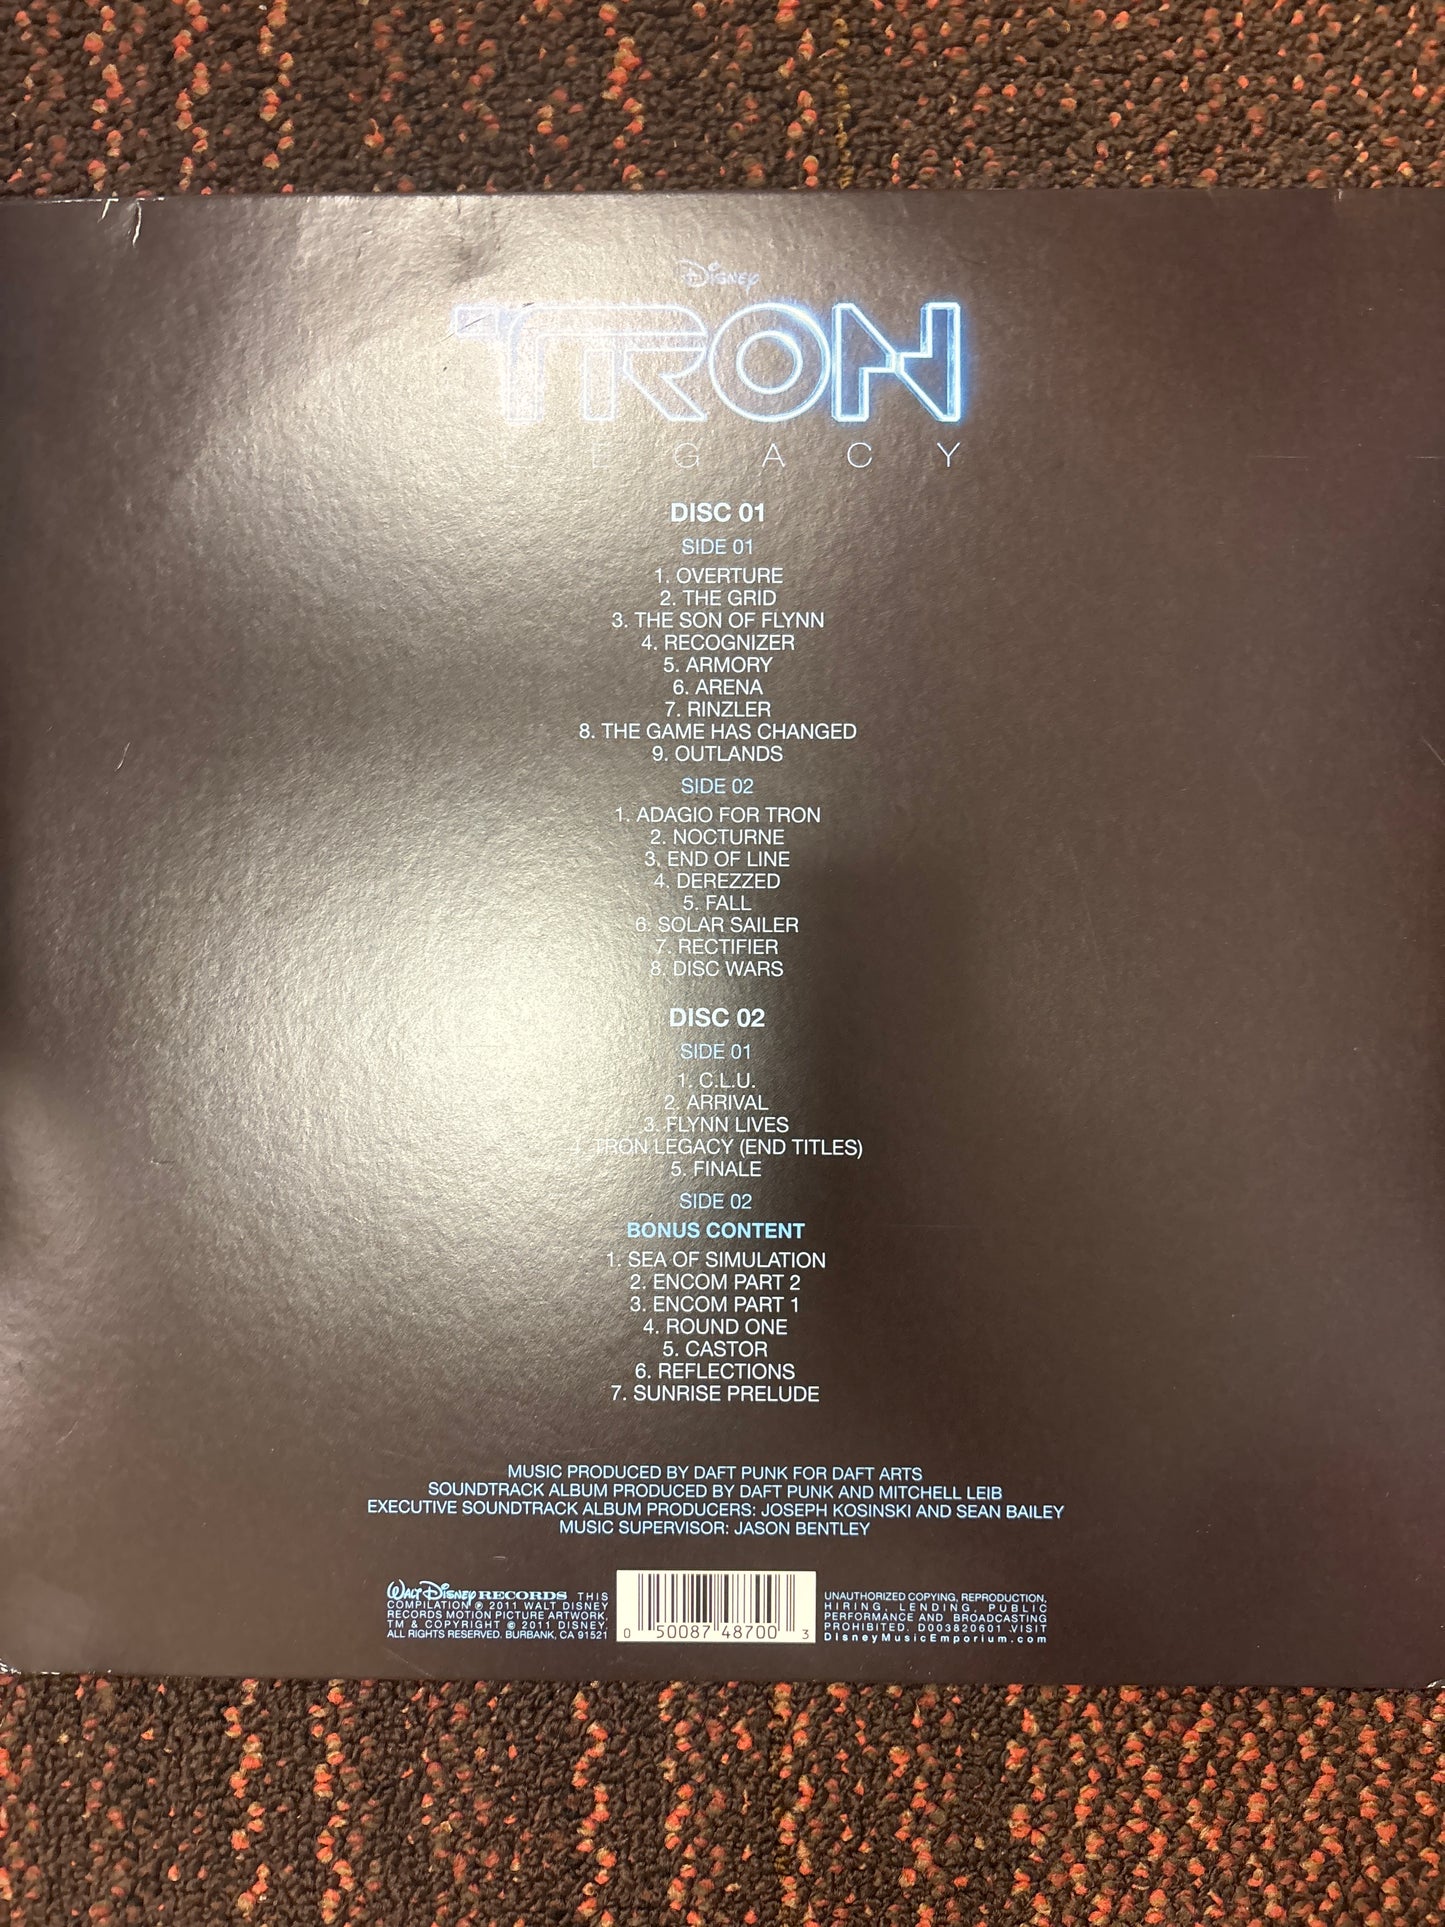 Disney
TRON
LEGACY
DISC 01
SIDE 01
1. OVERTURE
2. THE GRID
3. THE SON OF FLYNN
4. RECOGNIZER
5. ARMORY
6. ARENA
7. RINZLER
8. THE GAME HAS CHANGED
9. OUTLANDS
SIDE 02
1. ADAGIO FOR TRON
2. NOCTURNE
3. END OF LINE
4. DEREZZED
5. FALL
6. SOLAR SAILER
7. RECTIFIER
8. DISC WARS
DISC 02
SIDE 01
1. C.L.U.
2. ARRIVAL
3. FLYNN LIVES
4. TRON LEGACY (END TITLES)
5. FINALE
SIDE 02
BONUS CONTENT
1. SEA OF SIMULATION
2. ENCOM PART 2
3. ENCOM PART 1
4. ROUND ONE
5. CASTOR
6. REFLECTIONS
7. SUNRISE PRELUDE
MUSIC PRODUCED BY DAFT PUNK FOR DAFT ARTS
SOUNDTRACK ALBUM PRODUCED BY DAFT PUNK AND MITCHELL LEIB
EXECUTIVE SOUNDTRACK ALBUM PRODUCERS: JOSEPH KOSINSKI AND SEAN BAILEY
MUSIC SUPERVISOR: JASON BENTLEY
Walt Disney RECORDS THIS
COMPILATION ℗ 2011 WALT DISNEY
RECORDS MOTION PICTURE ARTWORK,
TM & COPYRIGHT © 2011 DISNEY.
ALL RIGHTS RESERVED. BURBANK, CA 91521
0 50087 48700 3
UNAUTHORIZED COPYING, REPRODUCTION,
HIRING, LENDING, PUBLIC
PERFORMANCE AND BROADCASTING
PROHIBITED. D003820601 .VISIT
DisneyMusicEmporium.com